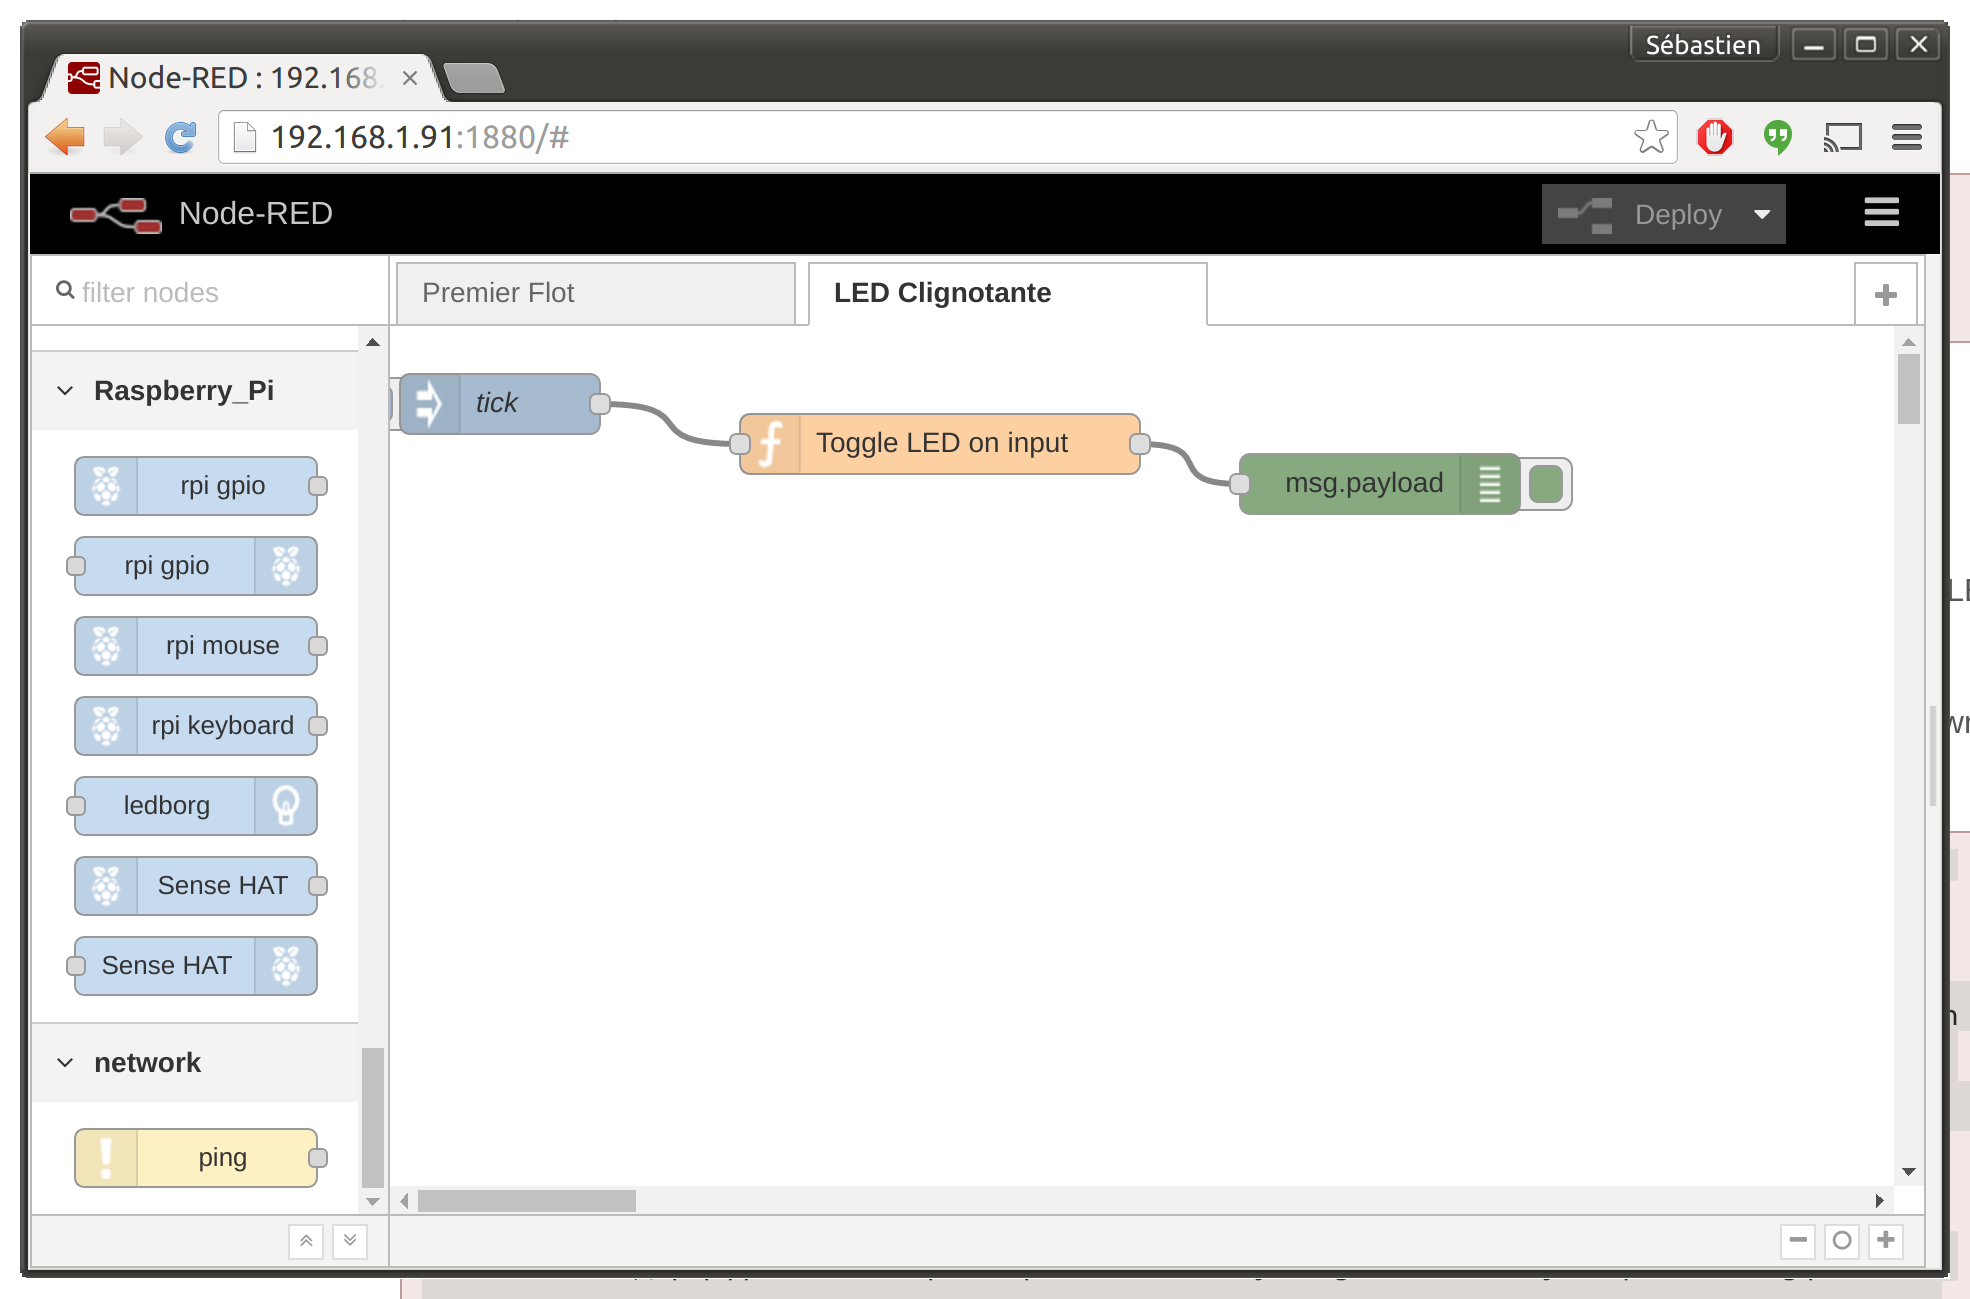 Sébastien
Node-RED : 192.168.
192.168.1.91:1880/#
Node-RED
Deploy
filter nodes
Premier Flot
LED Clignotante
Raspberry_Pi
tick
Toggle LED on input
msg.payload
rpi gpio
rpi gpio
rpi mouse
rpi keyboard
ledborg
Sense HAT
Sense HAT
network
ping